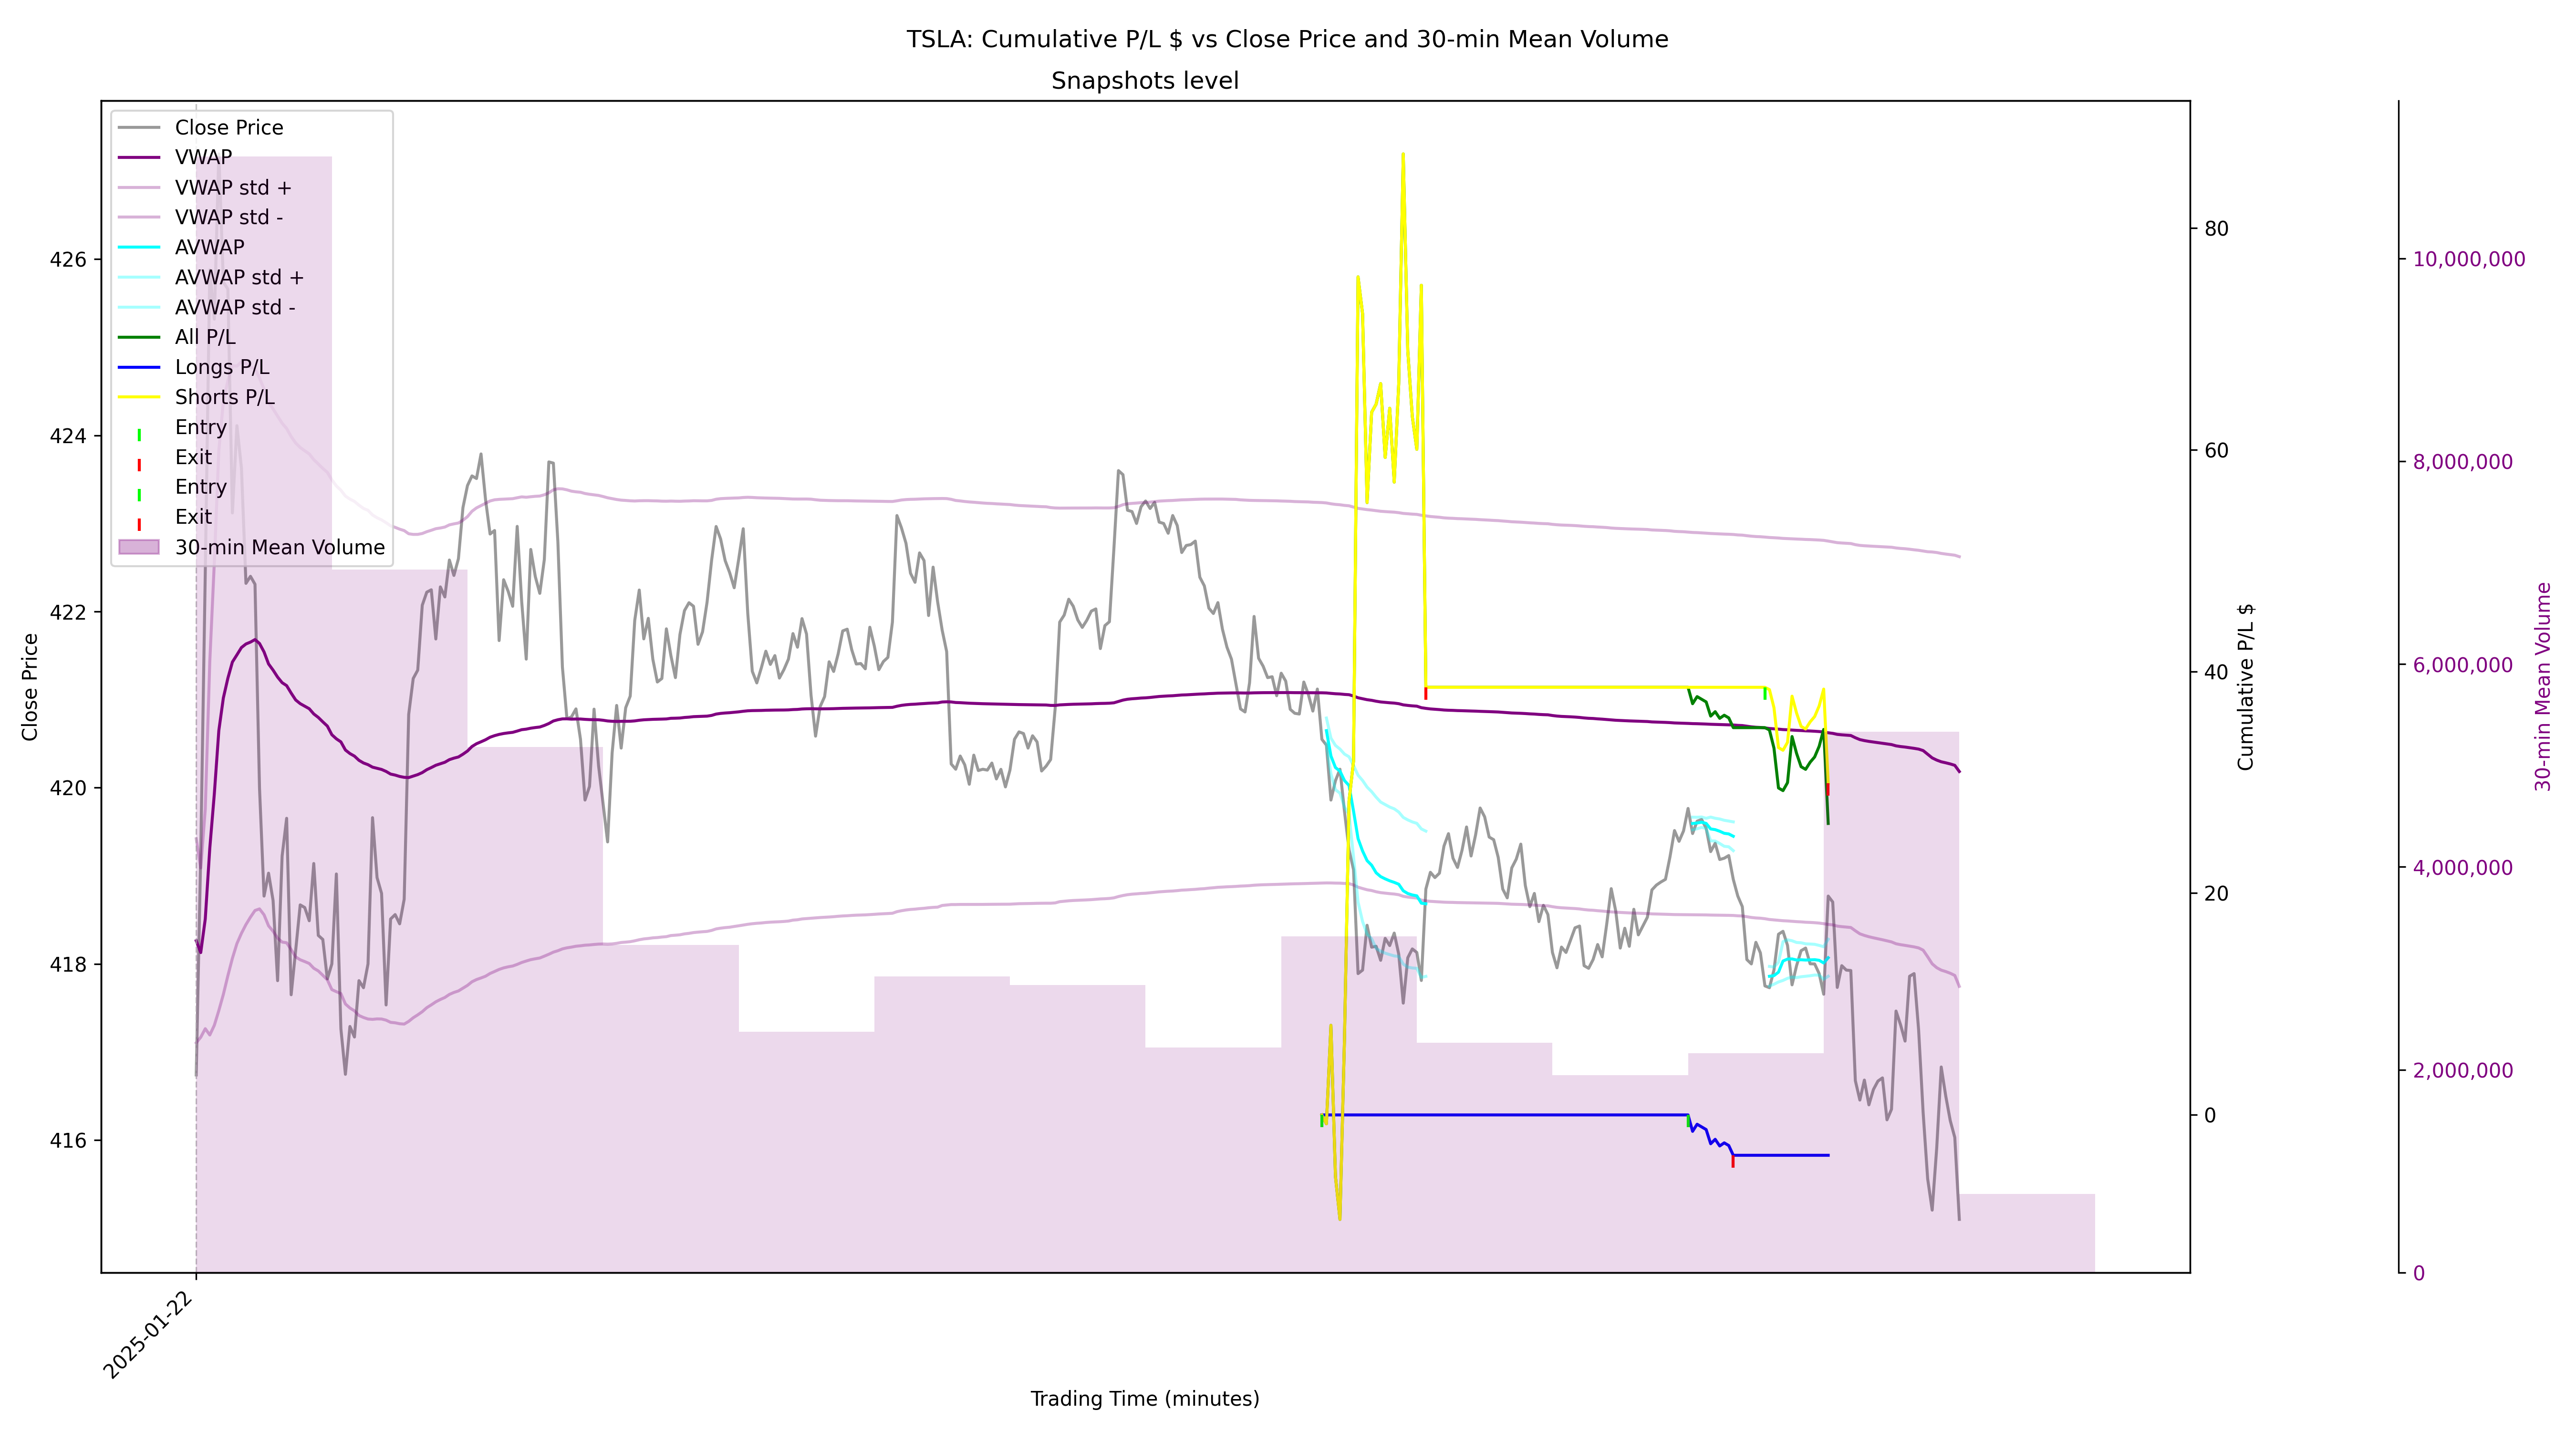 TSLA: Cumulative P/L $ vs Close Price and 30-min Mean Volume
Snapshots level
Close Price
VWAP
VWAP std +
VWAP std -
AVWAP
AVWAP std +
AVWAP std -
All P/L
Longs P/L
Shorts P/L
Entry
Exit
Entry
Exit
30-min Mean Volume
426
424
422
420
418
416
Close Price
80
60
40
20
0
Cumulative P/L $
10,000,000
8,000,000
6,000,000
4,000,000
2,000,000
0
30-min Mean Volume
2025-01-22
Trading Time (minutes)